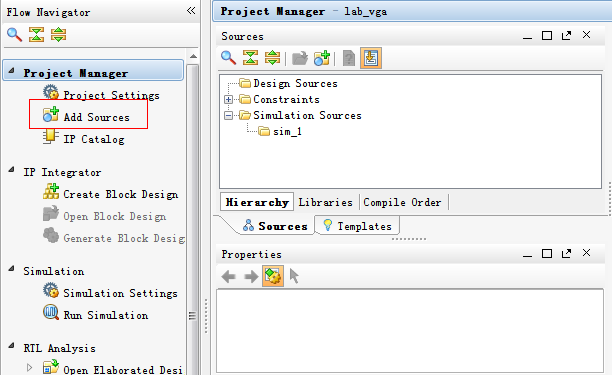 Flow Navigator
Project Manager
Project Settings
Add Sources
IP Catalog
IP Integrator
Create Block Design
Open Block Design
Generate Block Desig
Simulation
Simulation Settings
Run Simulation
RTL Analysis
Open Elaborated Desi
Project Manager - lab_vga
Sources
Design Sources
Constraints
Simulation Sources
sim_1
Hierarchy Libraries Compile Order
Sources Templates
Properties